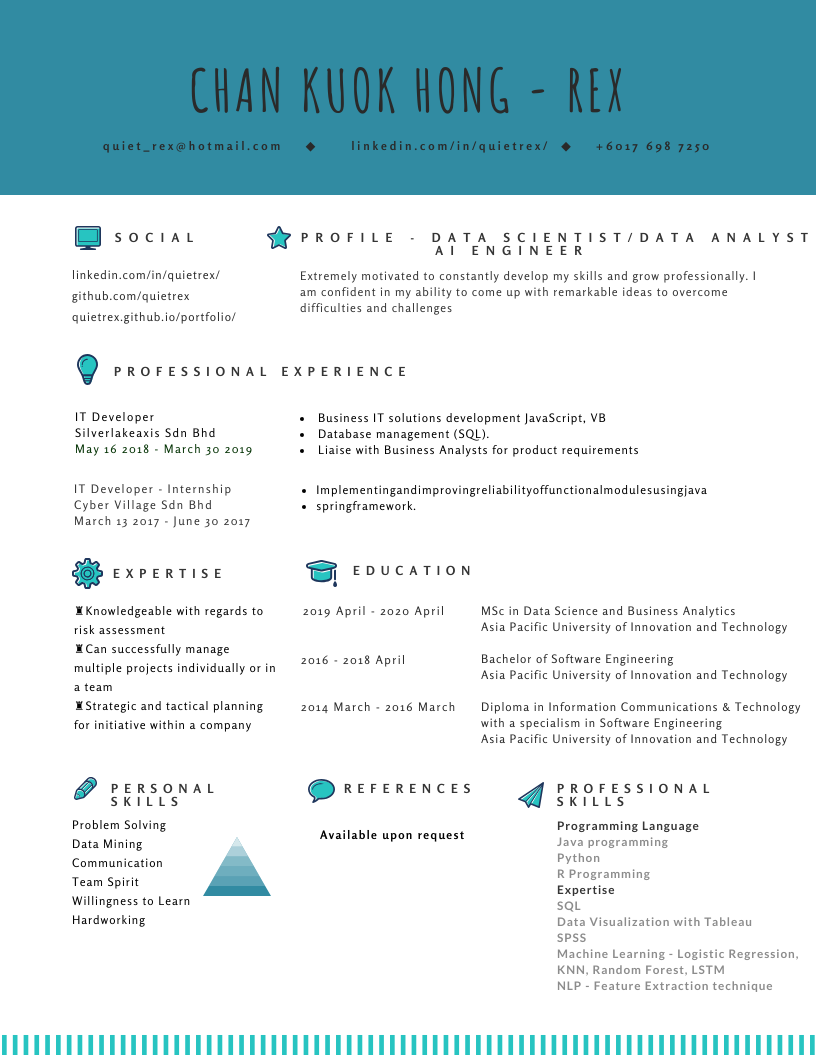 CHAN KUOK HONG - REX
quiet_rex@hotmail.com ◆ linkedin.com/in/quietrex/ ◆ +6017 698 7250
SOCIAL
linkedin.com/in/quietrex/
github.com/quietrex
quietrex.github.io/portfolio/
PROFILE - DATA SCIENTIST/DATA ANALYST
AI ENGINEER
Extremely motivated to constantly develop my skills and grow professionally. I
am confident in my ability to come up with remarkable ideas to overcome
difficulties and challenges
PROFESSIONAL EXPERIENCE
IT Developer
Silverlakeaxis Sdn Bhd
May 16 2018 - March 30 2019
• Business IT solutions development JavaScript, VB
• Database management (SQL).
• Liaise with Business Analysts for product requirements
IT Developer - Internship
Cyber Village Sdn Bhd
March 13 2017 - June 30 2017
• Implementingandimprovingreliabilityoffunctionalmodulesusingjava
• springframework.
EXPERTISE
♜Knowledgeable with regards to
risk assessment
♜Can successfully manage
multiple projects individually or in
a team
♜Strategic and tactical planning
for initiative within a company
EDUCATION
2019 April - 2020 April
MSc in Data Science and Business Analytics
Asia Pacific University of Innovation and Technology
2016 - 2018 April
Bachelor of Software Engineering
Asia Pacific University of Innovation and Technology
2014 March - 2016 March
Diploma in Information Communications & Technology
with a specialism in Software Engineering
Asia Pacific University of Innovation and Technology
PERSONAL
SKILLS
Problem Solving
Data Mining
Communication
Team Spirit
Willingness to Learn
Hardworking
REFERENCES
Available upon request
PROFESSIONAL
SKILLS
Programming Language
Java programming
Python
R Programming
Expertise
SQL
Data Visualization with Tableau
SPSS
Machine Learning - Logistic Regression,
KNN, Random Forest, LSTM
NLP - Feature Extraction technique